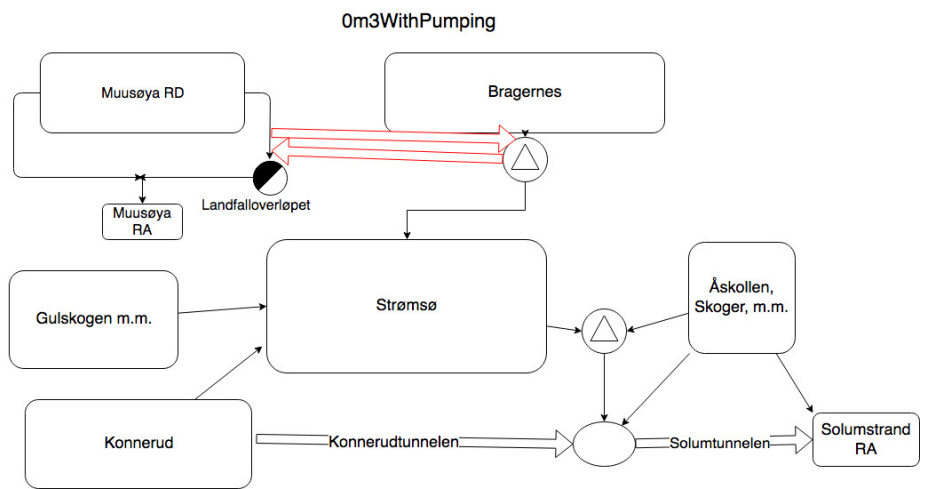 0m3WithPumping
Muusøya RD
Bragernes
Landfalloverløpet
Muusøya
RA
Gulskogen m.m.
Strømsø
Åskollen,
Skoger, m.m.
Konnerud
Konnerudtunnelen
Solumtunnelen
Solumstrand
RA